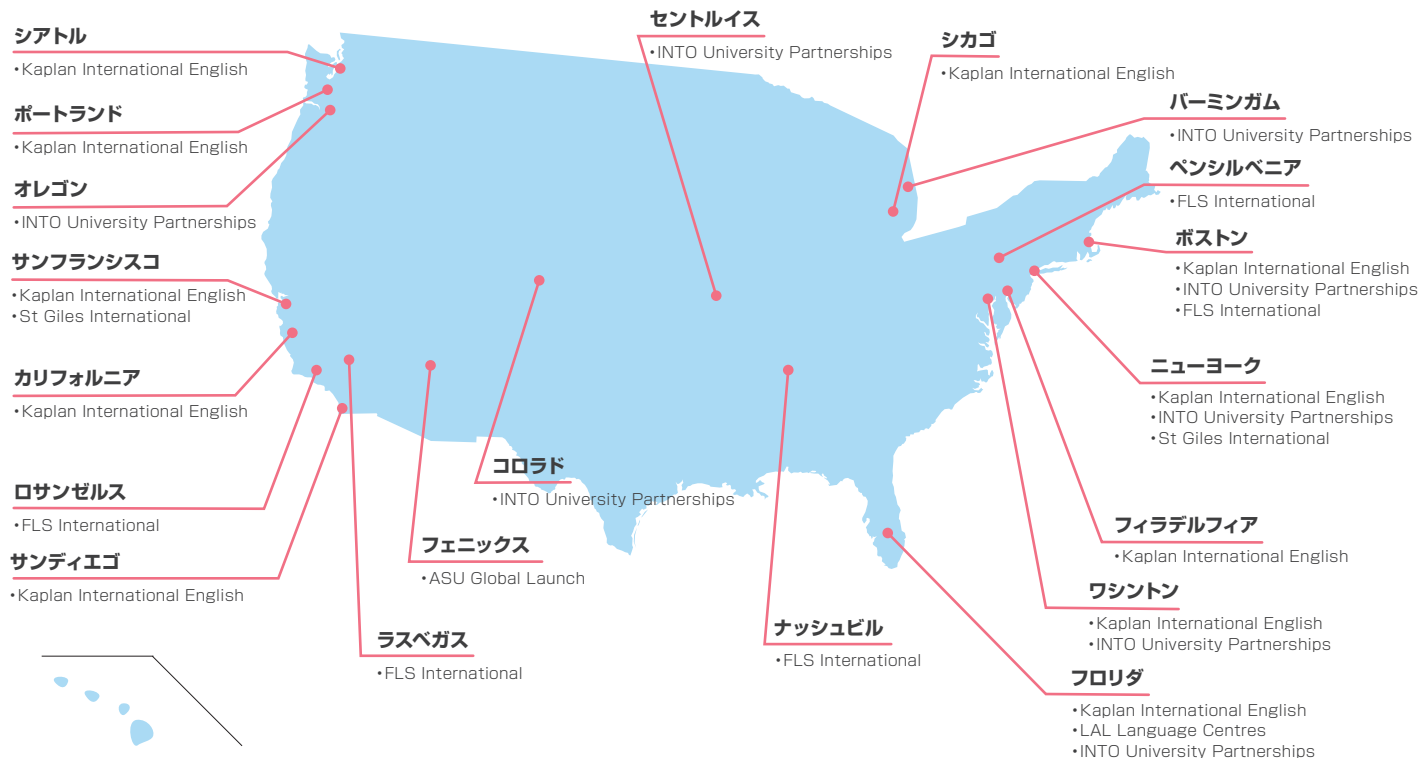 シアトル
・Kaplan International English
ポートランド
・Kaplan International English
オレゴン
・INTO University Partnerships
サンフランシスコ
・Kaplan International English
・St Giles International
カリフォルニア
・Kaplan International English
ロサンゼルス
・FLS International
サンディエゴ
・Kaplan International English
セントルイス
・INTO University Partnerships
コロラド
・INTO University Partnerships
フェニックス
・ASU Global Launch
ラスベガス
・FLS International
ナッシュビル
・FLS International
シカゴ
・Kaplan International English
バーミンガム
・INTO University Partnerships
ペンシルベニア
・FLS International
ボストン
・Kaplan International English
・INTO University Partnerships
・FLS International
ニューヨーク
・Kaplan International English
・INTO University Partnerships
・St Giles International
フィラデルフィア
・Kaplan International English
ワシントン
・Kaplan International English
・INTO University Partnerships
フロリダ
・Kaplan International English
・LAL Language Centres
・INTO University Partnerships